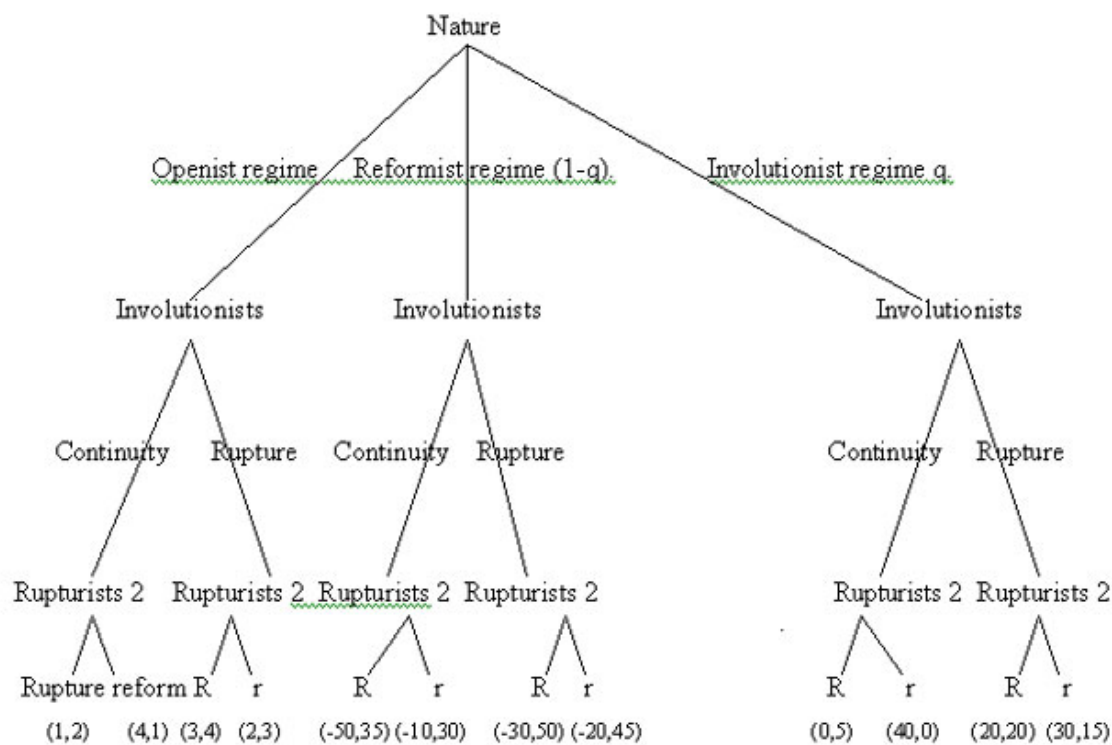 Nature
Openist regime Reformist regime (1-q). Involutionist regime q.
Involutionists Involutionists Involutionists
Continuity Rupture Continuity Rupture Continuity Rupture
Rupturists 2 Rupturists 2 Rupturists 2 Rupturists 2 Rupturists 2 Rupturists 2
Rupture reform R r R r R r R r R r
(1,2) (4,1) (3,4) (2,3) (-50,35) (-10,30) (-30,50) (-20,45) (0,5) (40,0) (20,20) (30,15)